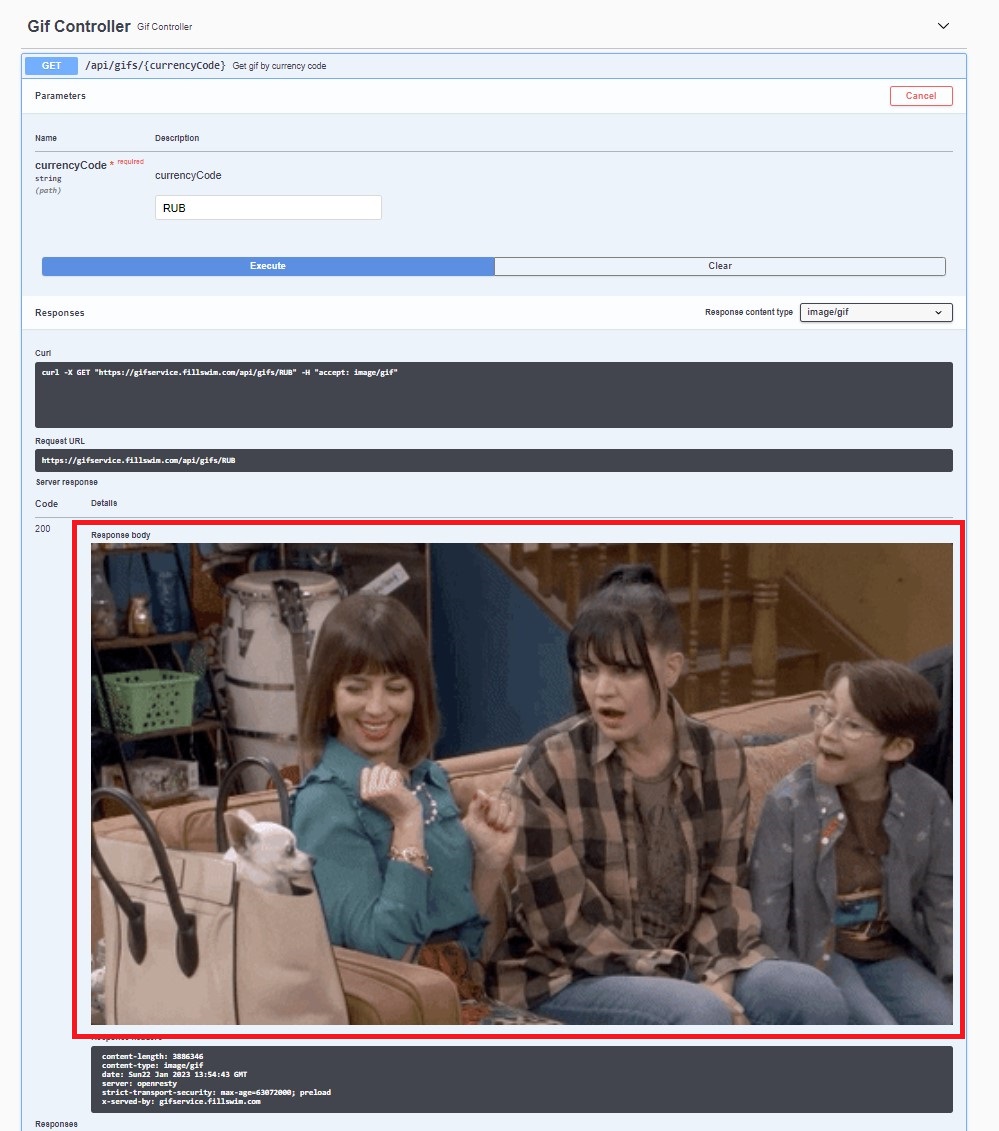 Gif Controller Gif Controller
GET /api/gifs/{currencyCode} Get gif by currency code
Parameters Cancel
Name Description
currencyCode * required
string
(path)
currencyCode
RUB
Execute Clear
Responses Response content type image/gif
Curl
curl -X GET "https://gifservice.fillswim.com/api/gifs/RUB" -H "accept: image/gif"
Request URL
https://gifservice.fillswim.com/api/gifs/RUB
Server response
Code Details
200
Response body
Response headers
content-length: 3886346
content-type: image/gif
date: Sun22 Jan 2023 13:54:43 GMT
server: openresty
strict-transport-security: max-age=63072000; preload
x-served-by: gifservice.fillswim.com
Responses